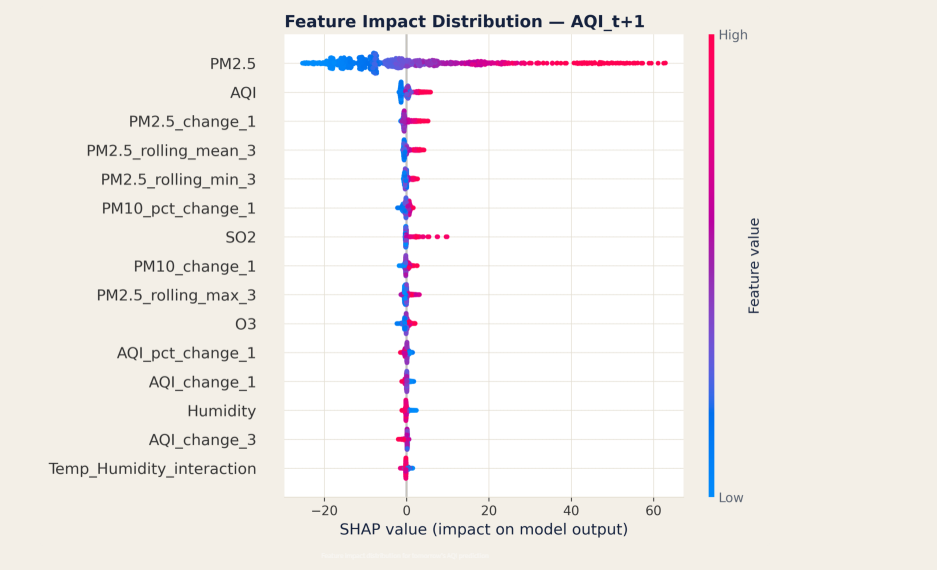 Feature Impact Distribution — AQI_t+1
High
PM2.5
AQI
PM2.5_change_1
PM2.5_rolling_mean_3
PM2.5_rolling_min_3
PM10_pct_change_1
SO2
PM10_change_1
PM2.5_rolling_max_3
O3
AQI_pct_change_1
AQI_change_1
Humidity
AQI_change_3
Temp_Humidity_interaction
Feature value
Low
−20 0 20 40 60
SHAP value (impact on model output)